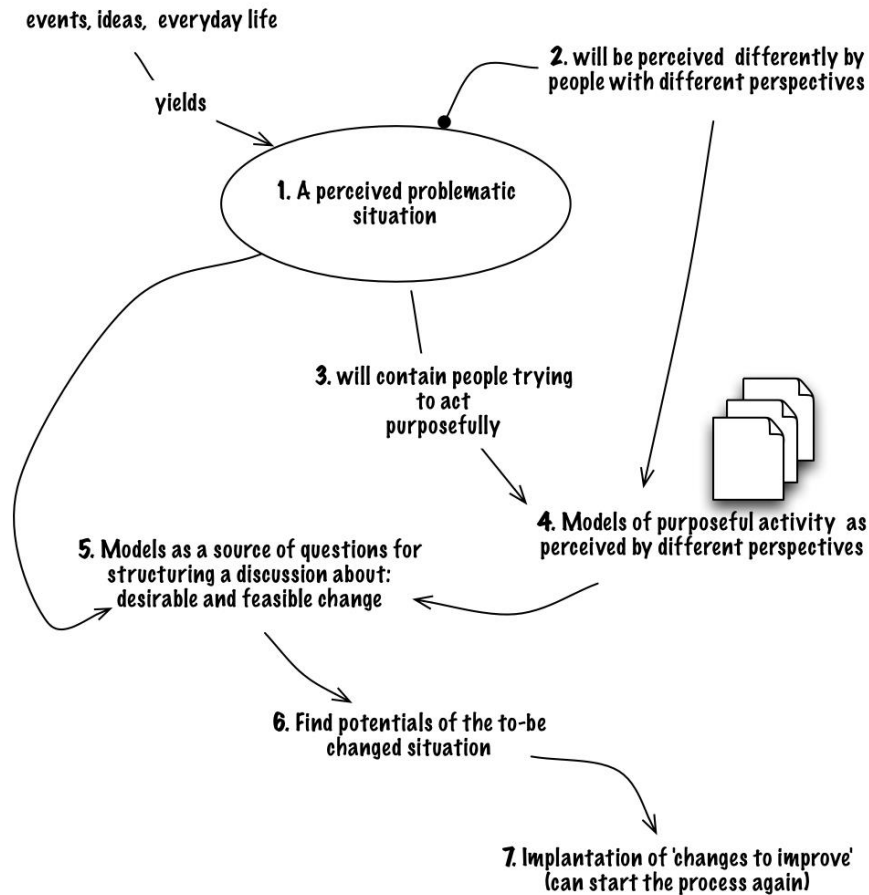 events, ideas, everyday life
yields
2. will be perceived differently by
people with different perspectives
1. A perceived problematic
situation
3. will contain people trying
to act
purposefully
4. Models of purposeful activity as
perceived by different perspectives
5. Models as a source of questions for
structuring a discussion about:
desirable and feasible change
6. Find potentials of the to-be
changed situation
7. Implantation of 'changes to improve'
(can start the process again)